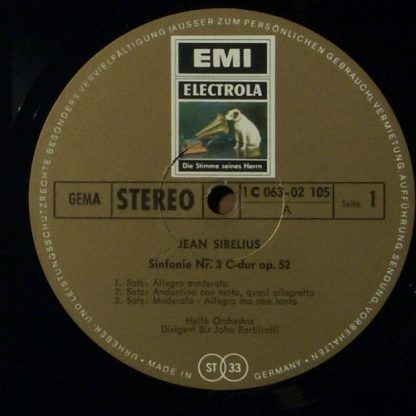 URHEBER- UND LEISTUNGSSCHUTZRECHTE BESONDERS VERVIELFÄLTIGUNG (AUSSER ZUM PERSÖNLICHEN GEBRAUCH) VERMIETUNG AUFFÜHRUNG SENDUNG VORBEHALTEN
EMI
ELECTROLA
Die Stimme seines Herrn
GEMA
STEREO
1 C 063-02 105
A
Seite 1
JEAN SIBELIUS
Sinfonie Nr. 3 C-dur op. 52
1. Satz: Allegro moderato
2. Satz: Andantino con moto, quasi allegretto
3. Satz: Moderato - Allegro ma non tanto
Hallé Orchestra
Dirigent Sir John Barbirolli
· MADE IN ST 33 GERMANY ·